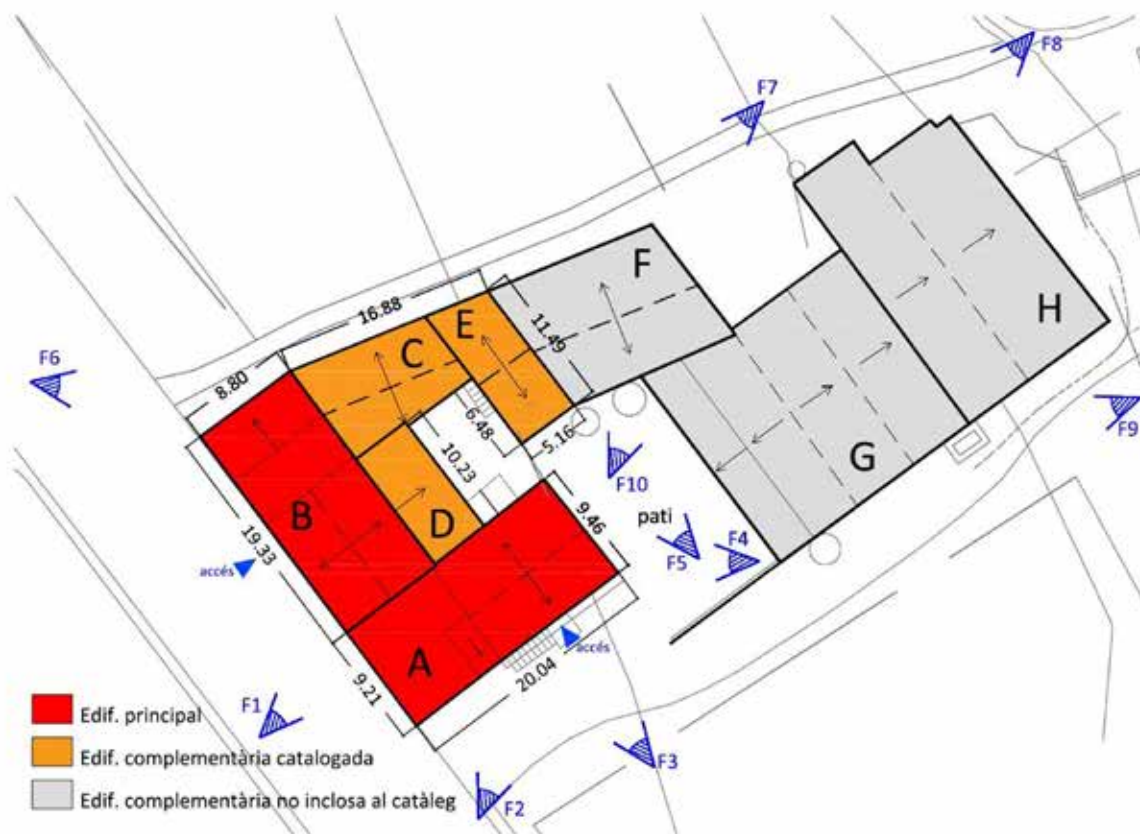 F8
F7
F
E
16.88
11.49
C
H
F6
8.80
6.48
5.16
10.23
G
F9
F10
B
D
9.46
pati
F4
F5
19.33
accés
A
accés
20.04
9.21
F1
F3
F2
Edif. principal
Edif. complementària catalogada
Edif. complementària no inclosa al catàleg